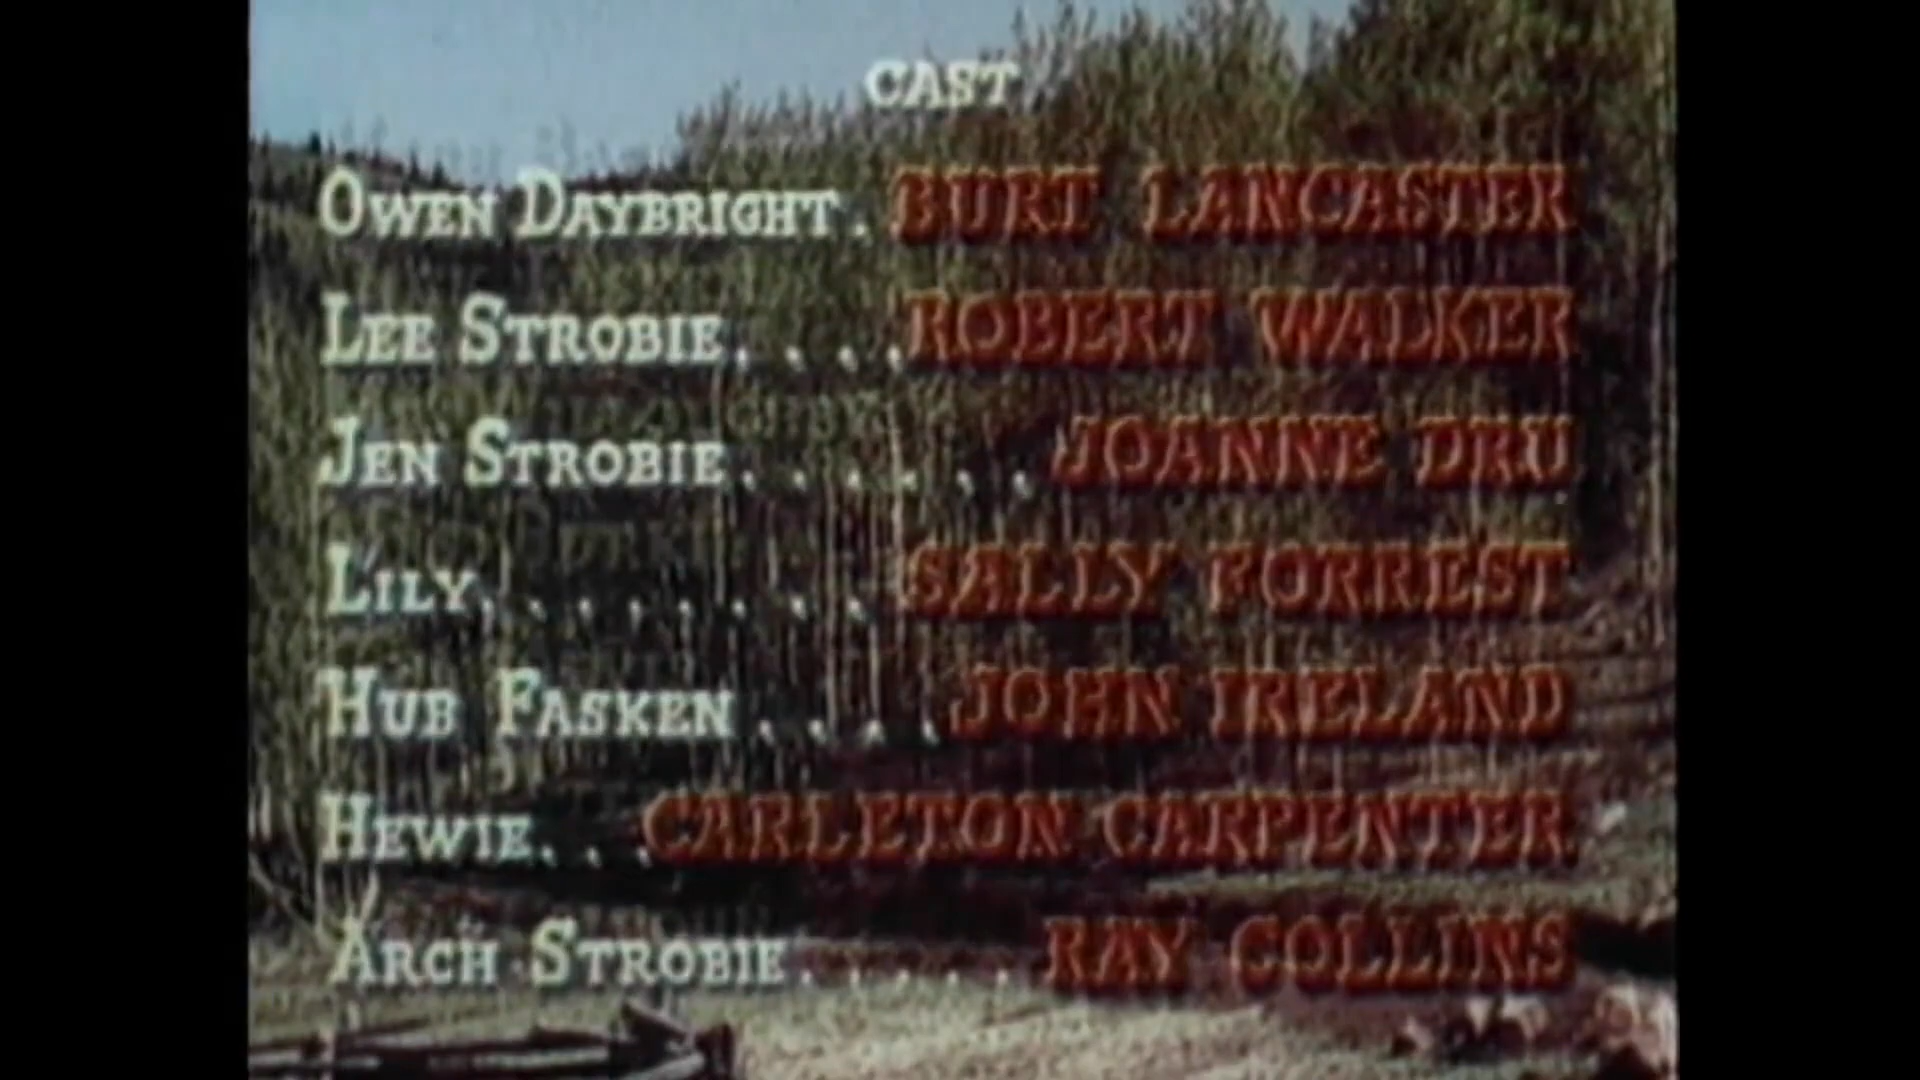 CAST
OWEN DAYBRIGHT. BURT LANCASTER
LEE STROBIE. . . . ROBERT WALKER
JEN STROBIE. . . . . . JOANNE DRU
LILY. . . . . . . . SALLY FORREST
HUB FASKEN . . . . JOHN IRELAND
HEWIE. . . CARLETON CARPENTER
ARCH STROBIE. . . . . RAY COLLINS